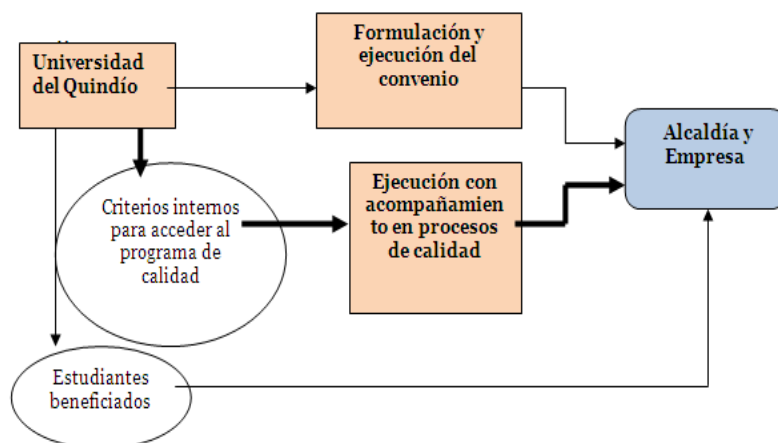 Universidad
del Quindío
Formulación y
ejecución del
convenio
Alcaldía y
Empresa
Criterios internos
para acceder al
programa de
calidad
Ejecución con
acompañamien
to en procesos
de calidad
Estudiantes
beneficiados